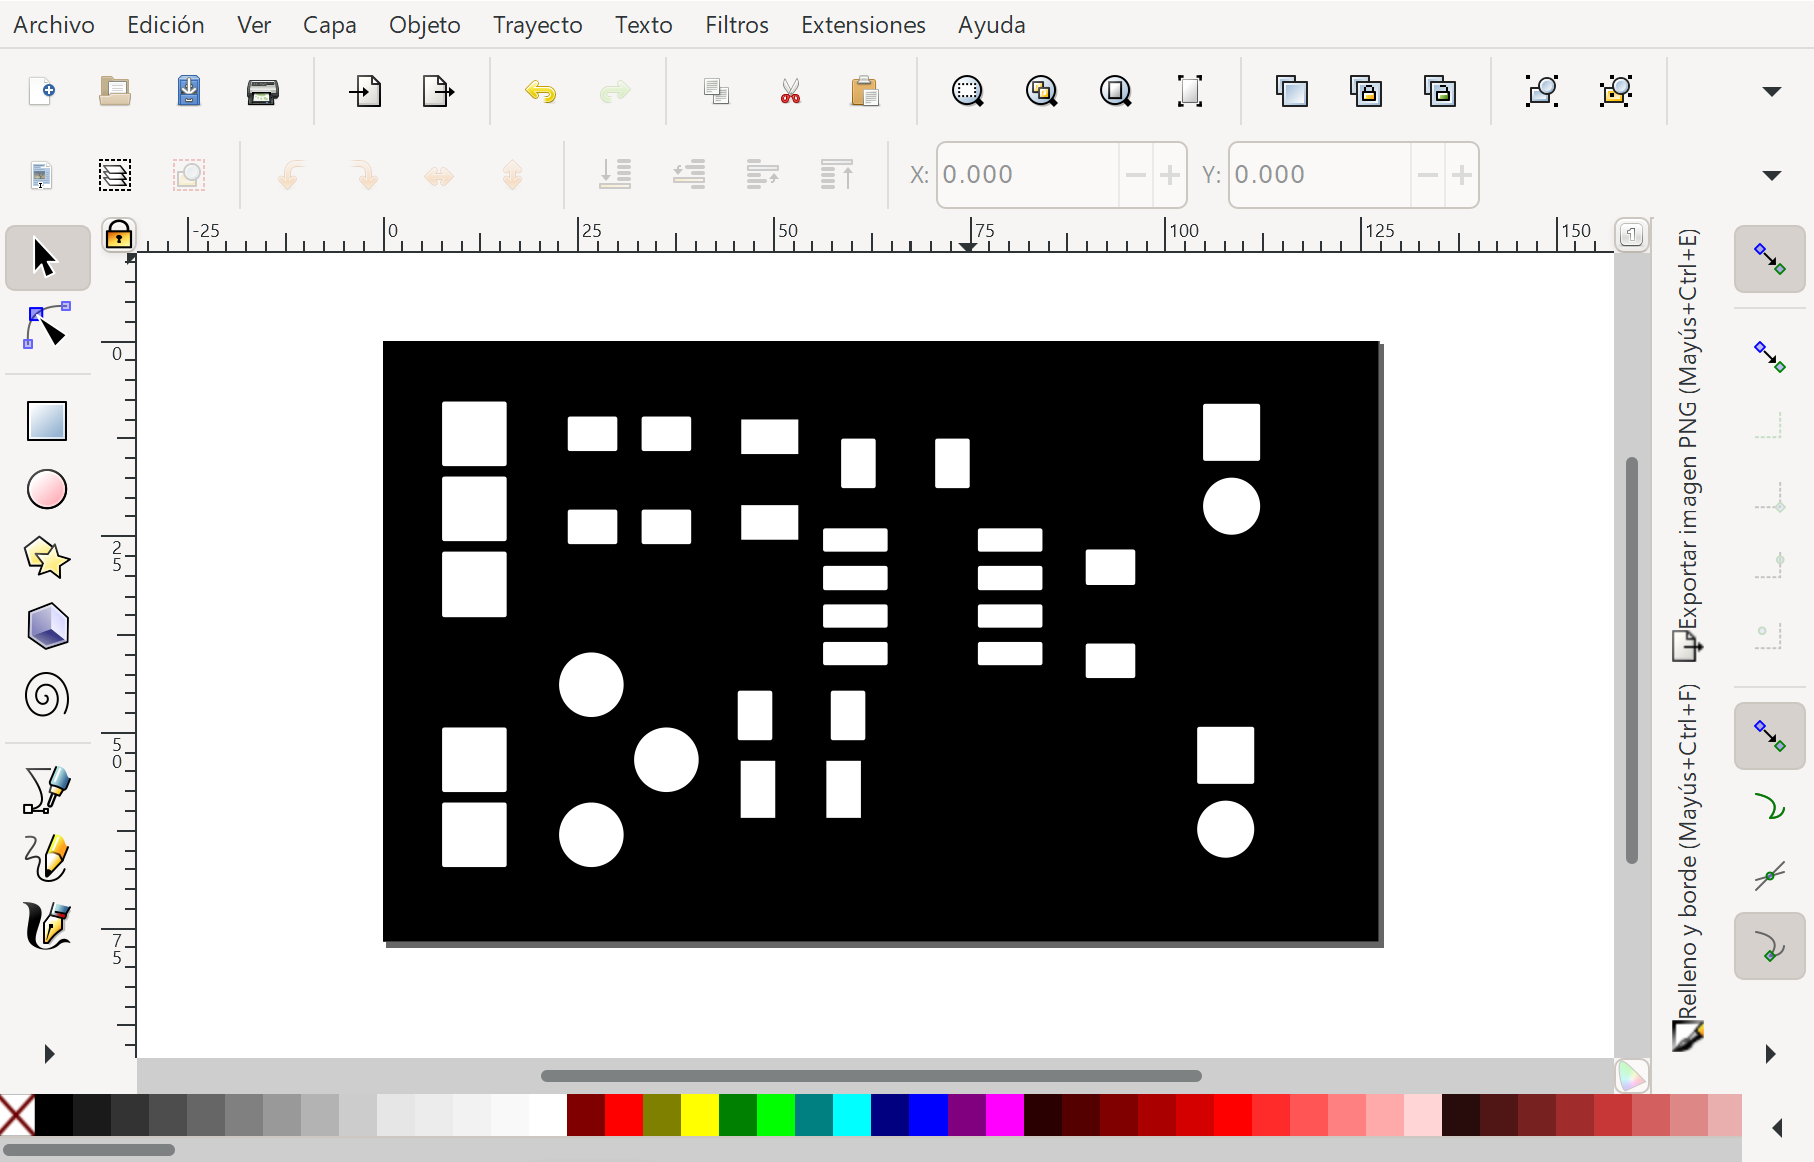 Archivo Edición Ver Capa Objeto Trayecto Texto Filtros Extensiones Ayuda
X: 0.000 Y: 0.000
-25 0 25 50 75 100 125 150
1
0
25
50
75
Exportar imagen PNG (Mayús+Ctrl+E)
Relleno y borde (Mayús+Ctrl+F)